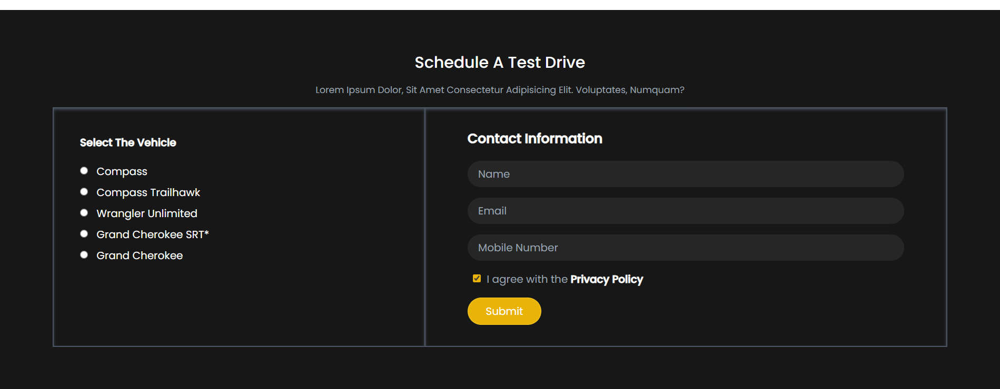 Schedule A Test Drive
Lorem Ipsum Dolor, Sit Amet Consectetur Adipisicing Elit. Voluptates, Numquam?
Select The Vehicle
Compass
Compass Trailhawk
Wrangler Unlimited
Grand Cherokee SRT*
Grand Cherokee
Contact Information
Name
Email
Mobile Number
I agree with the Privacy Policy
Submit